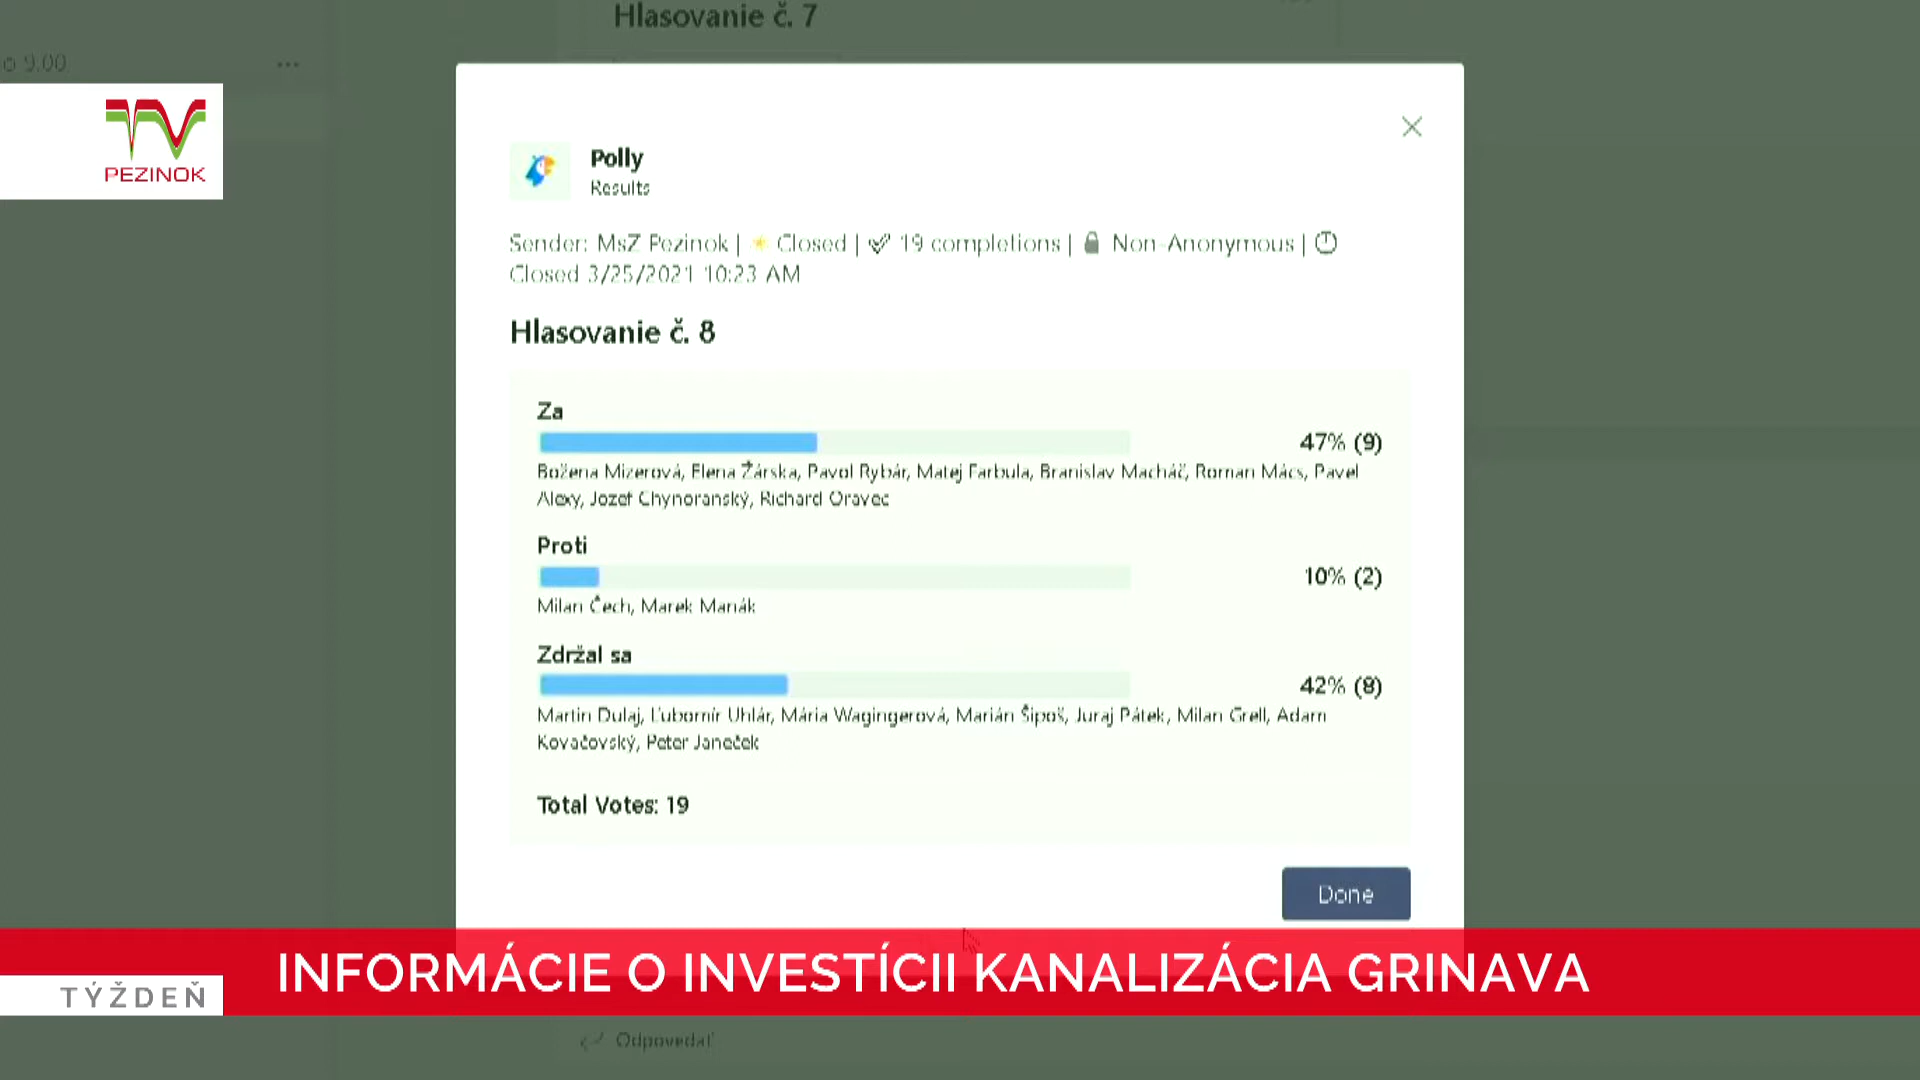 Hlasovanie č. 7
o 9.00
TV
PEZINOK
Polly
Results
Sender: MsZ Pezinok | Closed | 19 completions | Non-Anonymous |
Closed 3/25/2021 10:23 AM
Hlasovanie č. 8
Za
47% (9)
Božena Mizerová, Elena Žárska, Pavol Rybár, Matej Farbula, Branislav Macháč, Roman Mács, Pavel
Alexy, Jozef Chynoranský, Richard Oravec
Proti
10% (2)
Milan Čech, Marek Maňák
Zdržal sa
42% (8)
Martin Dulaj, Ľubomír Uhlár, Mária Wagingerová, Marián Šipoš, Juraj Pátek, Milan Grell, Adam
Kovačovský, Peter Janeček
Total Votes: 19
Done
INFORMÁCIE O INVESTÍCII KANALIZÁCIA GRINAVA
TÝŽDEŇ
Odpovedať